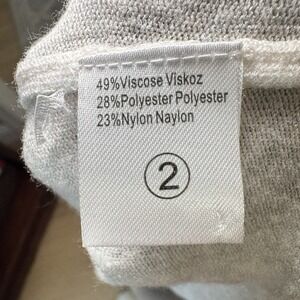 49%Viscose Viskoz
28%Polyester Polyester
23%Nylon Naylon
2